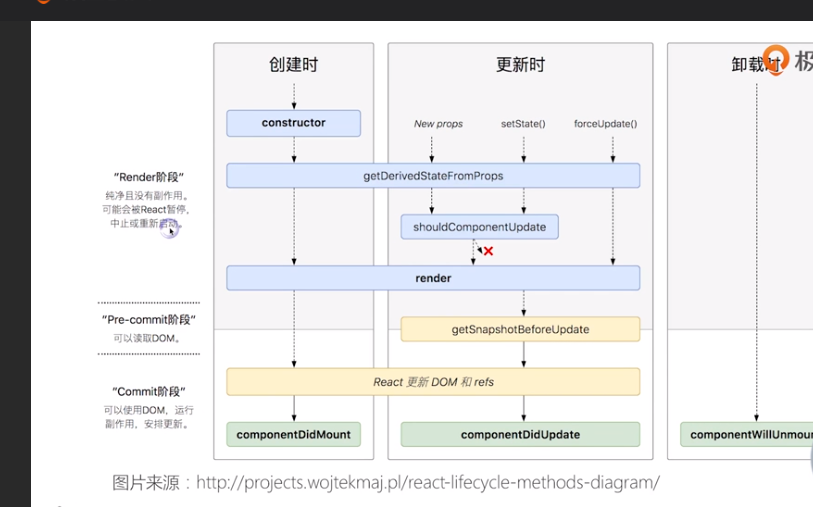 创建时
更新时
卸载时
极
constructor
New props
setState()
forceUpdate()
"Render阶段"
纯净且没有副作用。
可能会被React暂停,
中止或重新启动。
getDerivedStateFromProps
shouldComponentUpdate
render
"Pre-commit阶段"
可以读取DOM。
getSnapshotBeforeUpdate
"Commit阶段"
可以使用DOM，运行
副作用，安排更新。
React 更新 DOM 和 refs
componentDidMount
componentDidUpdate
componentWillUnmoun
图片来源：http://projects.wojtekmaj.pl/react-lifecycle-methods-diagram/